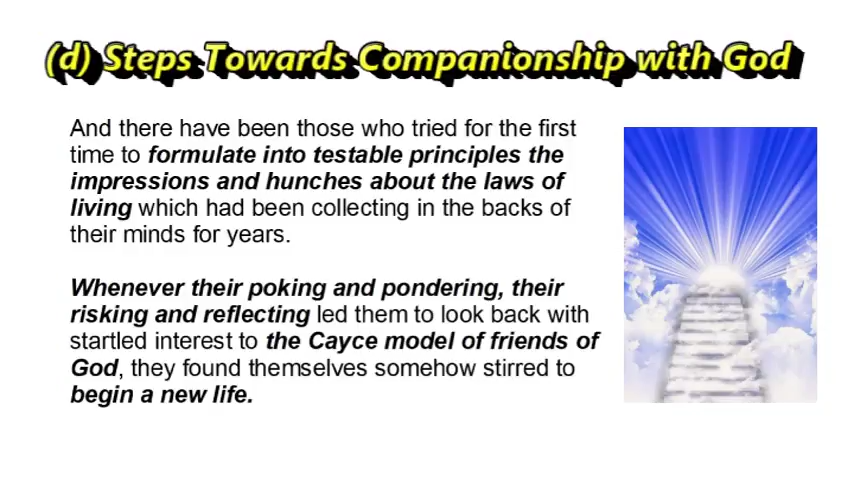 (d) Steps Towards Companionship with God
And there have been those who tried for the first
time to formulate into testable principles the
impressions and hunches about the laws of
living which had been collecting in the backs of
their minds for years.
Whenever their poking and pondering, their
risking and reflecting led them to look back with
startled interest to the Cayce model of friends of
God, they found themselves somehow stirred to
begin a new life.